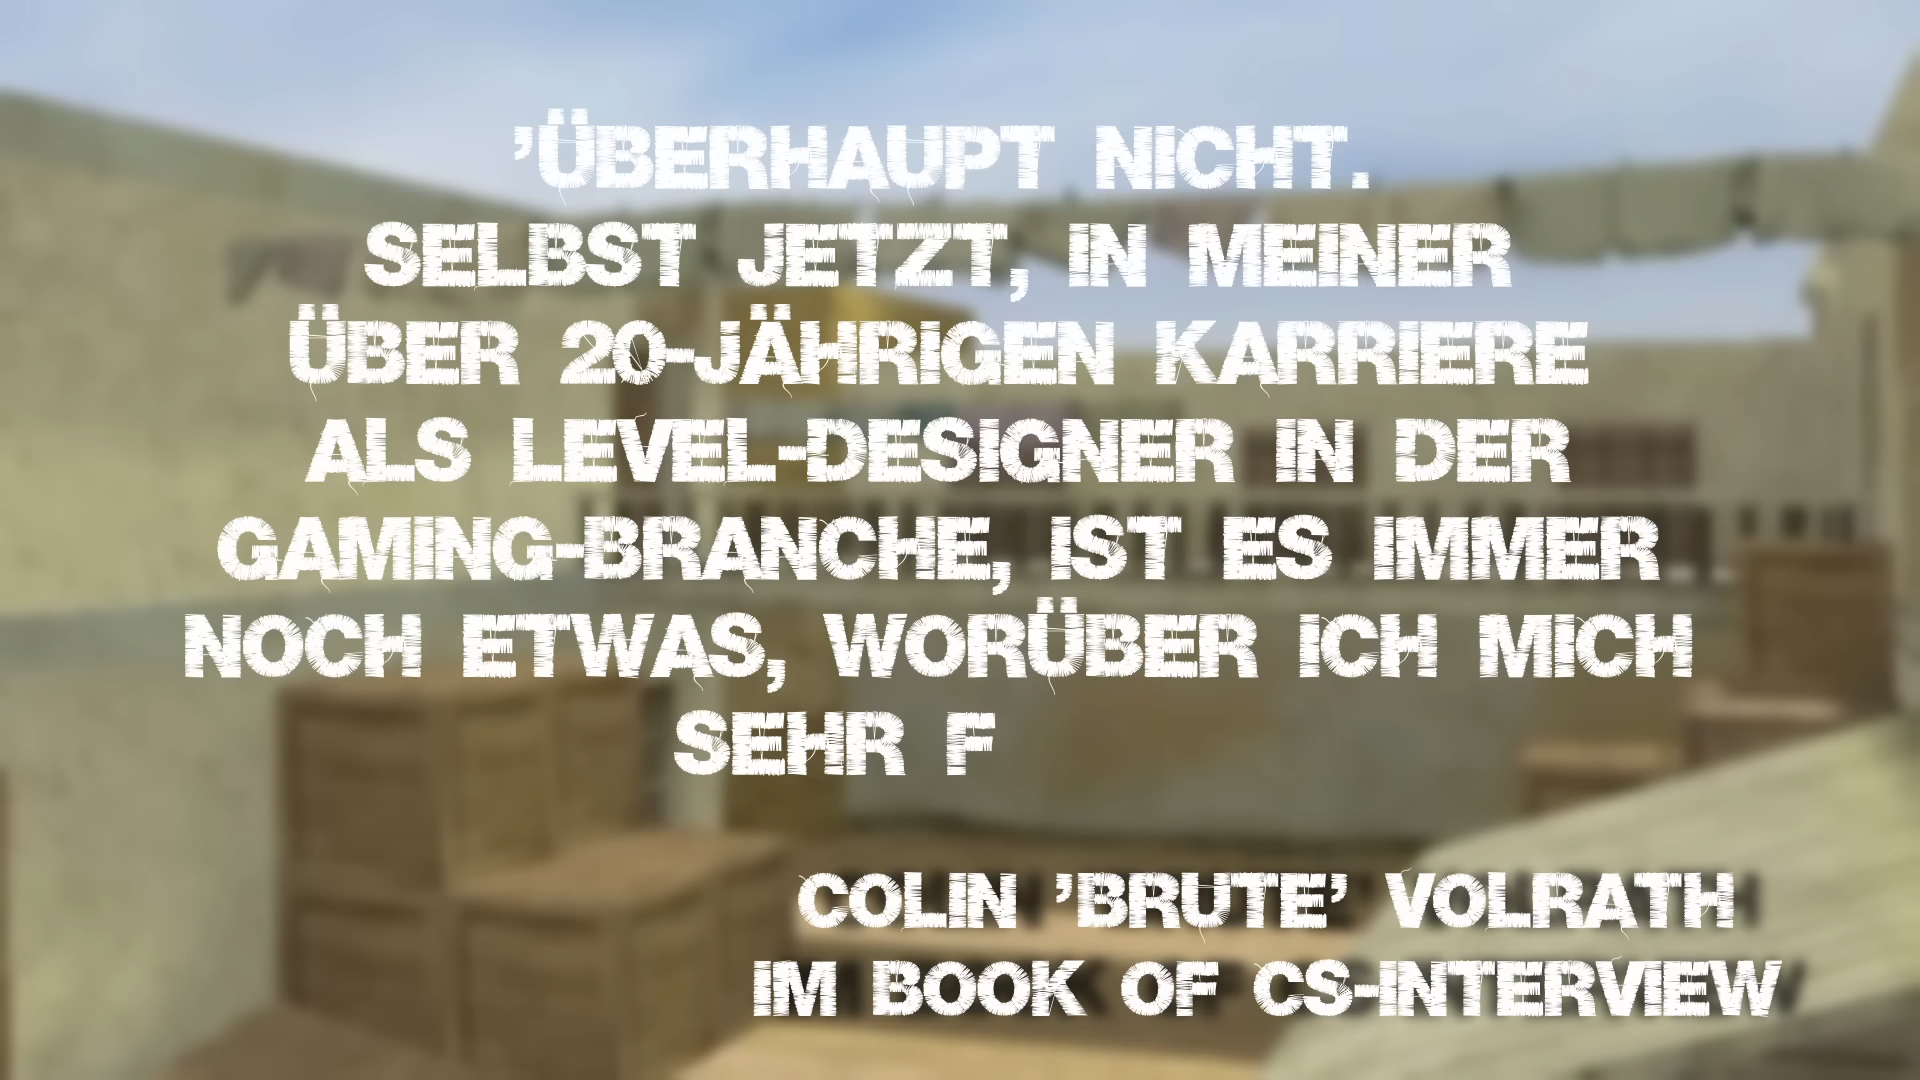 'ÜBERHAUPT NICHT.
SELBST JETZT, IN MEINER
ÜBER 20-JÄHRIGEN KARRIERE
ALS LEVEL-DESIGNER IN DER
GAMING-BRANCHE, IST ES IMMER
NOCH ETWAS, WORÜBER ICH MICH
SEHR F
COLIN 'BRUTE' VOLRATH
IM BOOK OF CS-INTERVIEW